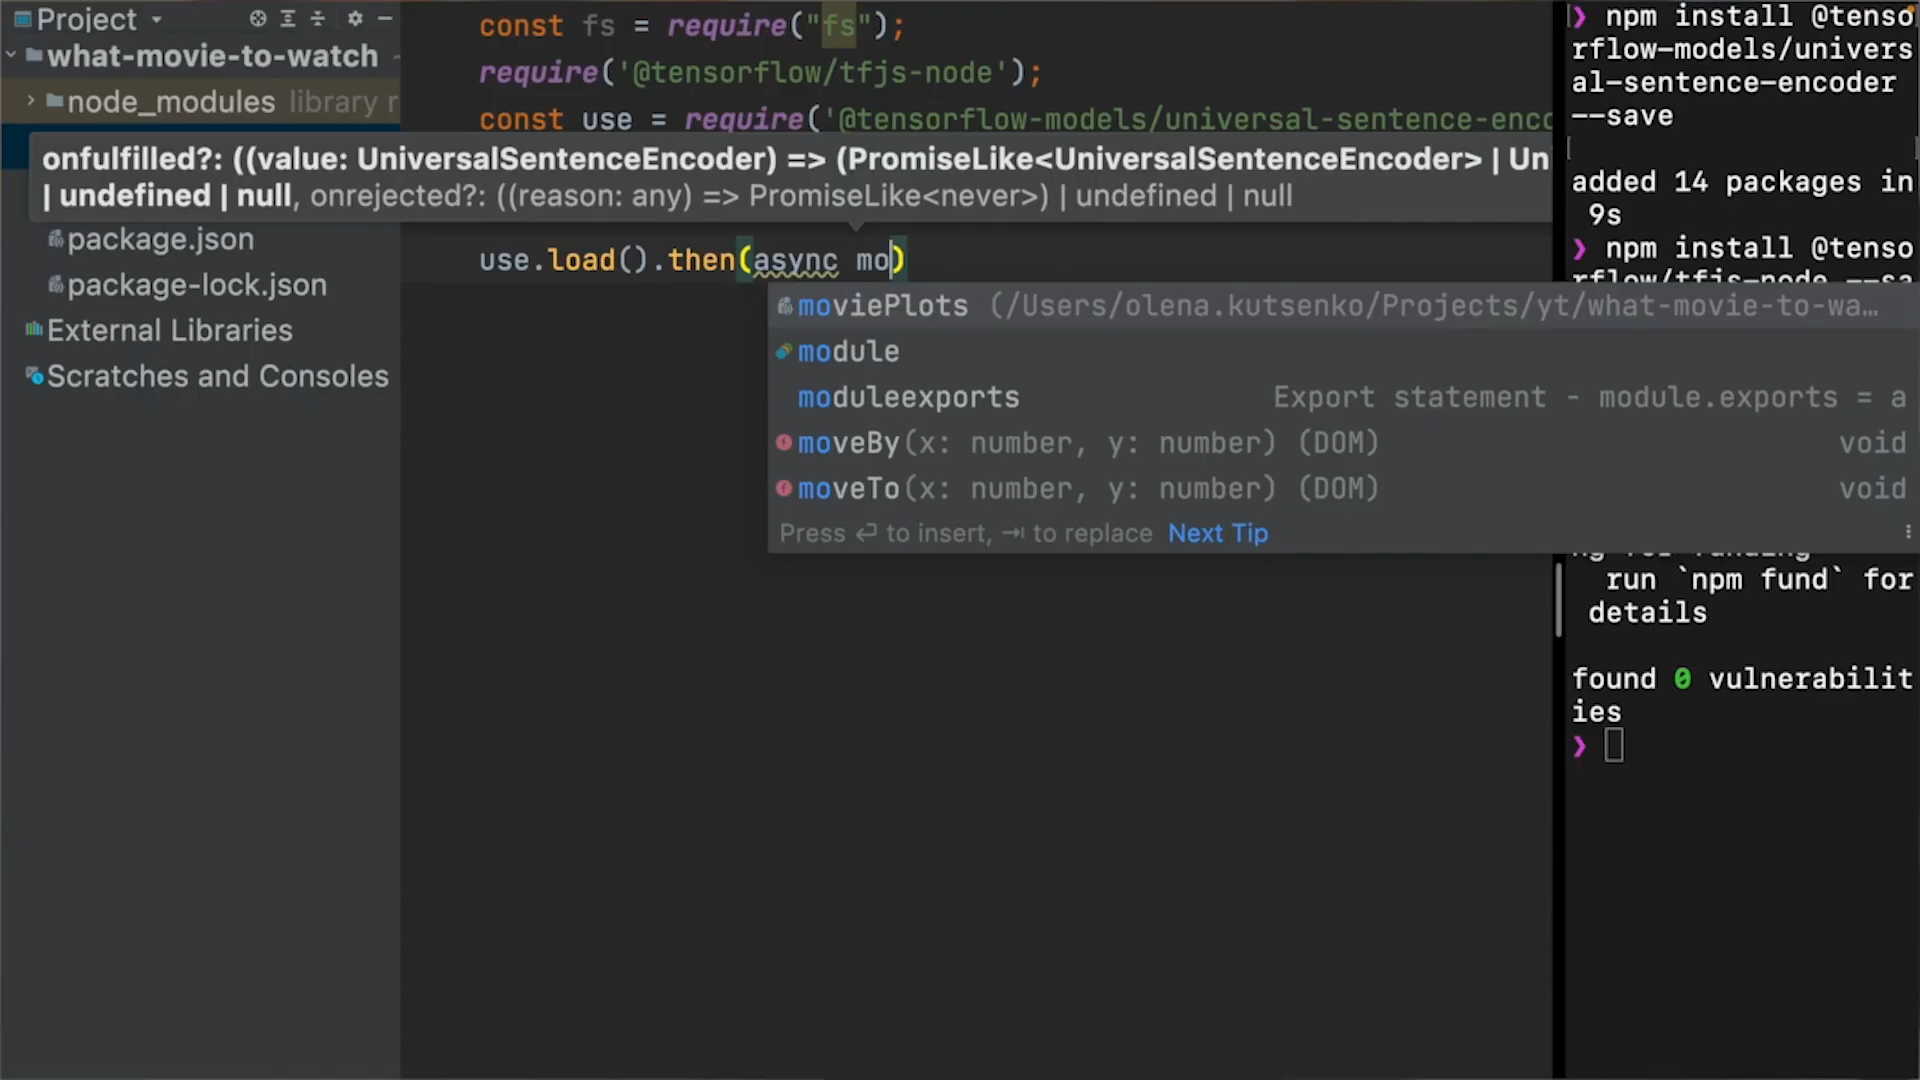 Project
what-movie-to-watch
node_modules library r
package.json
package-lock.json
External Libraries
Scratches and Consoles
const fs = require("fs");
require('@tensorflow/tfjs-node');
const use = require('@tensorflow-models/universal-sentence-enco
onfulfilled?: ((value: UniversalSentenceEncoder) => (PromiseLike<UniversalSentenceEncoder> | Un
| undefined | null, onrejected?: ((reason: any) => PromiseLike<never>) | undefined | null
use.load().then(async mo)
moviePlots (/Users/olena.kutsenko/Projects/yt/what-movie-to-wa…
module
moduleexports Export statement - module.exports = a
moveBy(x: number, y: number) (DOM) void
moveTo(x: number, y: number) (DOM) void
Press ⏎ to insert, ⇥ to replace Next Tip
❯ npm install @tenso
rflow-models/univers
al-sentence-encoder
--save
added 14 packages in
9s
❯ npm install @tenso
rflow/tfjs-node --sa
run `npm fund` for
details
found 0 vulnerabilit
ies
❯